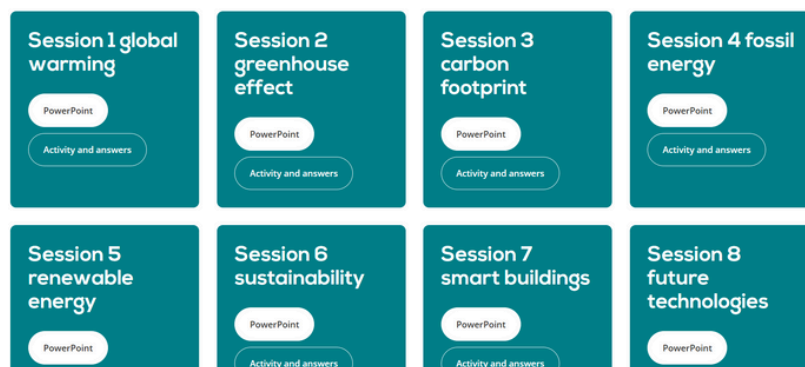 Session 1 global
warming
PowerPoint
Activity and answers
Session 2
greenhouse
effect
PowerPoint
Activity and answers
Session 3
carbon
footprint
PowerPoint
Activity and answers
Session 4 fossil
energy
PowerPoint
Activity and answers
Session 5
renewable
energy
PowerPoint
Session 6
sustainability
PowerPoint
Activity and answers
Session 7
smart buildings
PowerPoint
Activity and answers
Session 8
future
technologies
PowerPoint